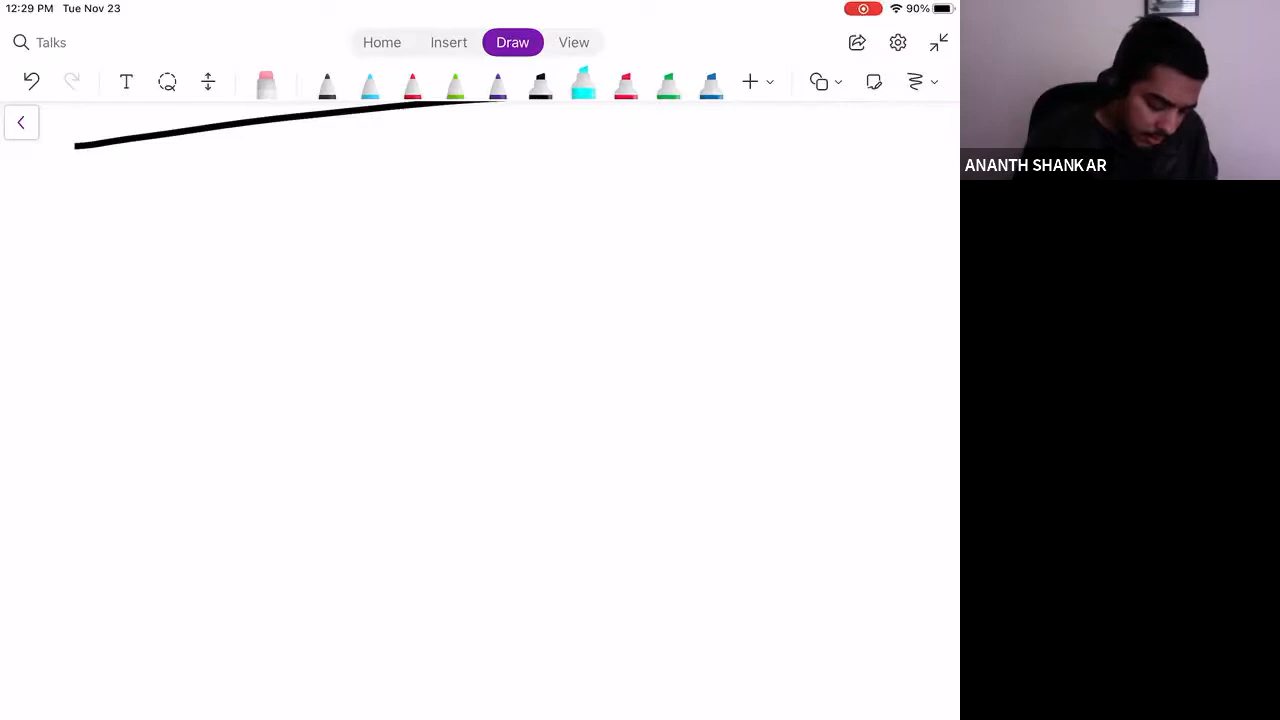 12:29 PM Tue Nov 23 90%
Talks Home Insert Draw View
T
ANANTH SHANKAR